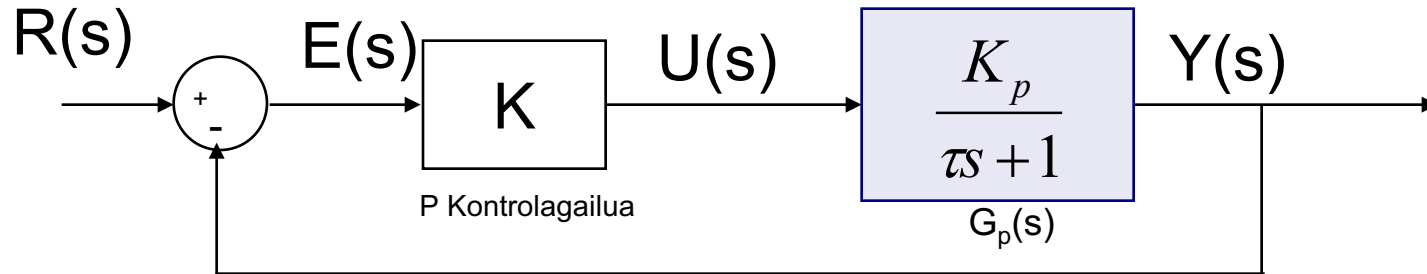 R(s)
E(s)
U(s)
Y(s)
+
-
K
K_p
τs + 1
P Kontrolagailua
G_p(s)